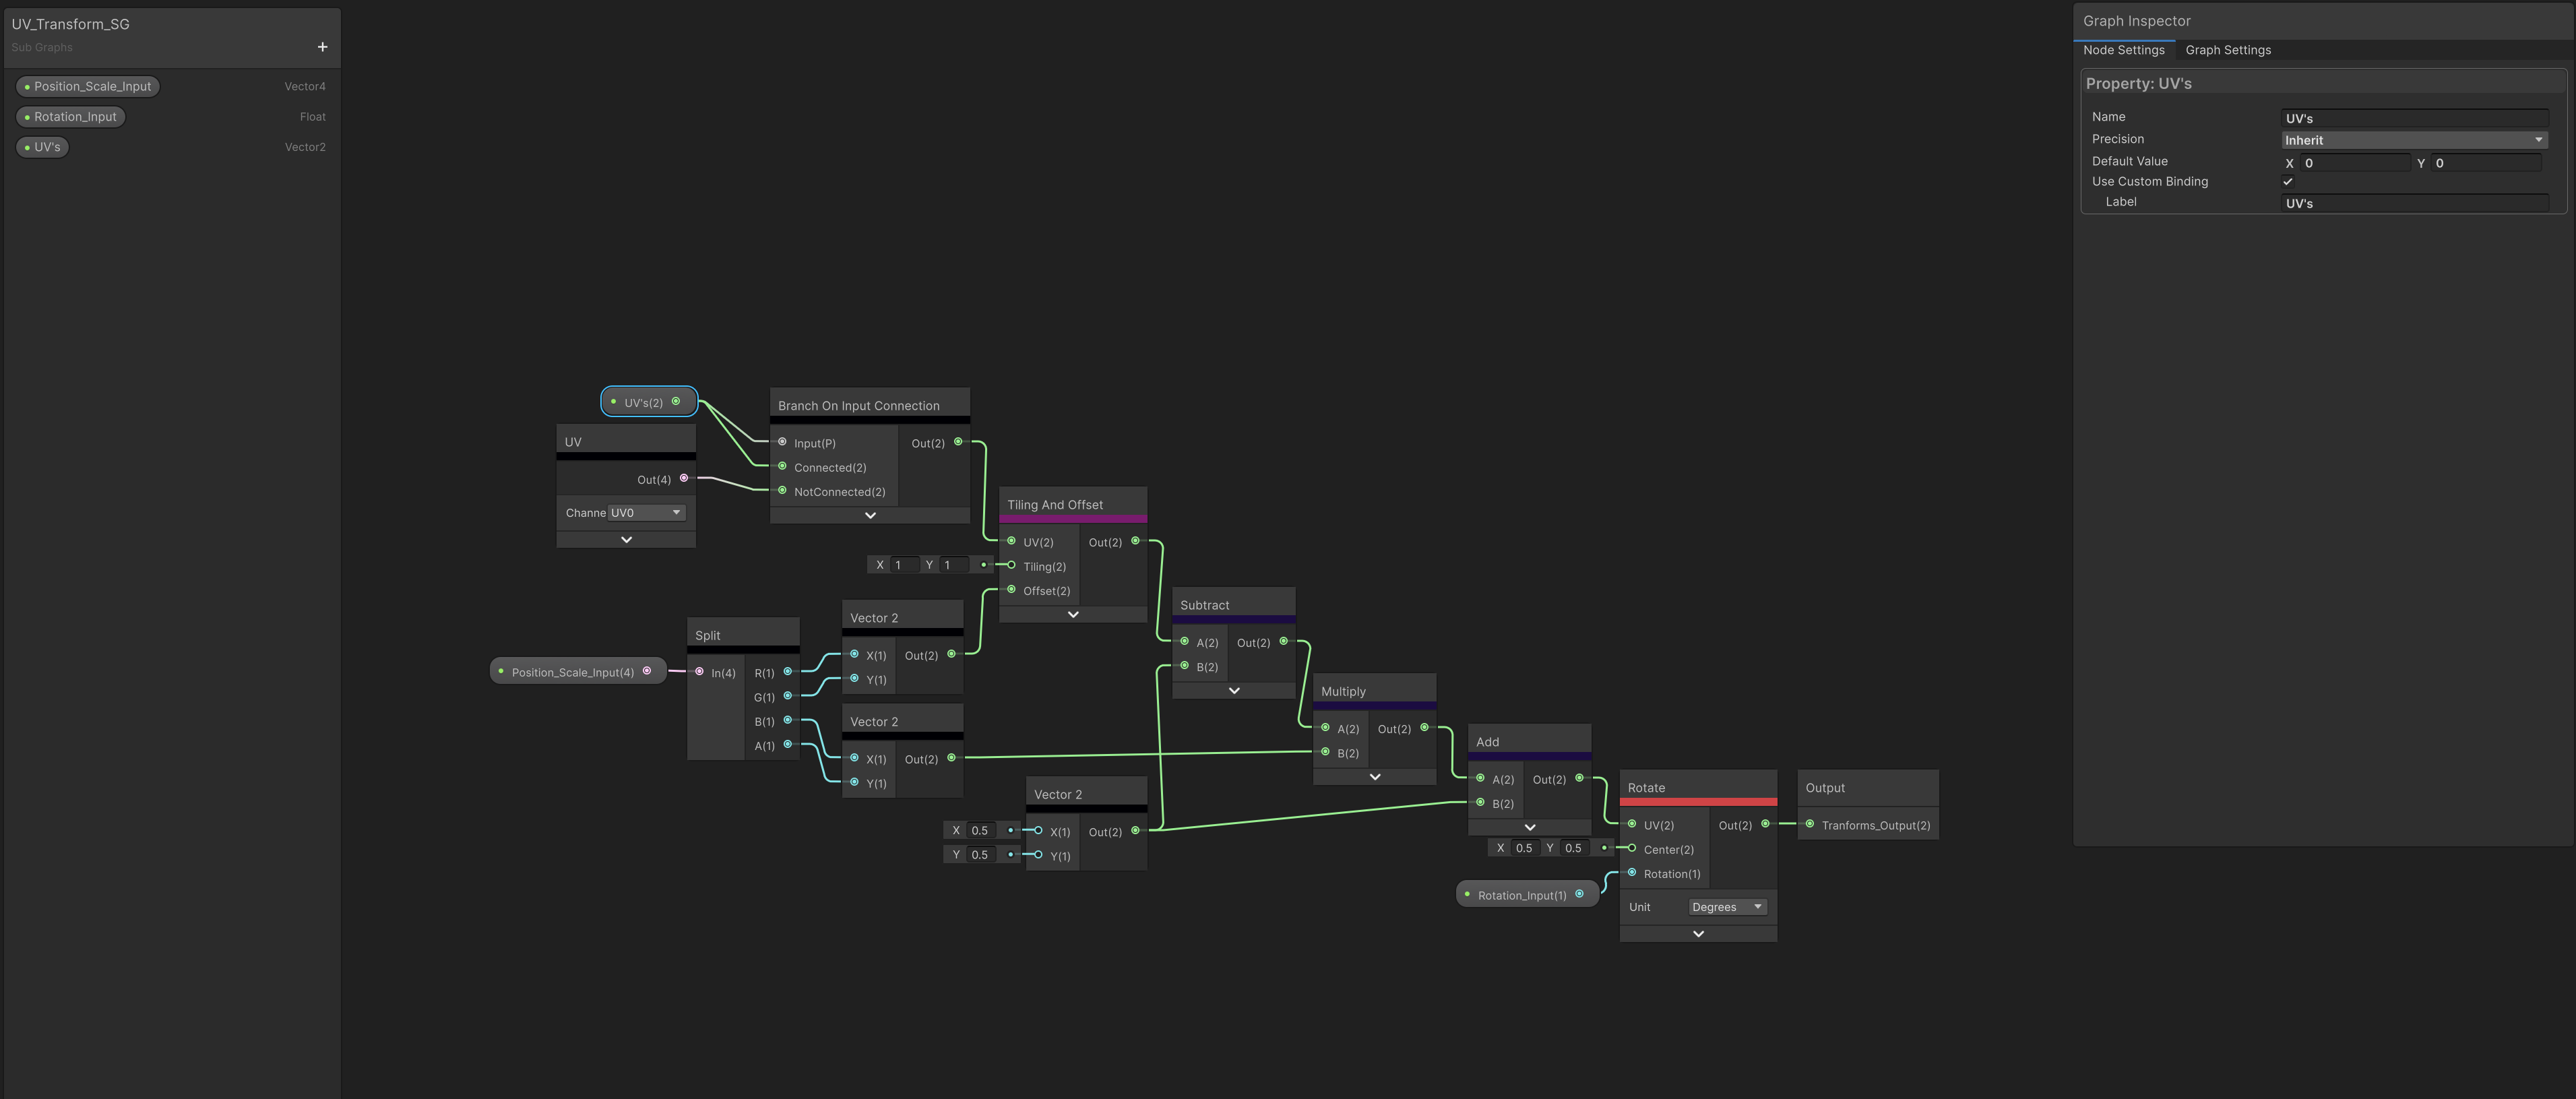 UV_Transform_SG
Sub Graphs
+
Position_Scale_Input Vector4
Rotation_Input Float
UV's Vector2
UV's(2)
UV
Out(4)
Channe UV0
Branch On Input Connection
Input(P) Out(2)
Connected(2)
NotConnected(2)
Tiling And Offset
UV(2) Out(2)
X 1 Y 1 Tiling(2)
Offset(2)
Position_Scale_Input(4)
Split
In(4) R(1)
G(1)
B(1)
A(1)
Vector 2
X(1) Out(2)
Y(1)
Vector 2
X(1) Out(2)
Y(1)
Vector 2
X 0.5 X(1) Out(2)
Y 0.5 Y(1)
Subtract
A(2) Out(2)
B(2)
Multiply
A(2) Out(2)
B(2)
Add
A(2) Out(2)
B(2)
Rotate
UV(2) Out(2)
X 0.5 Y 0.5 Center(2)
Rotation_Input(1) Rotation(1)
Unit Degrees
Output
Tranforms_Output(2)
Graph Inspector
Node Settings Graph Settings
Property: UV's
Name UV's
Precision Inherit
Default Value X 0 Y 0
Use Custom Binding
Label UV's